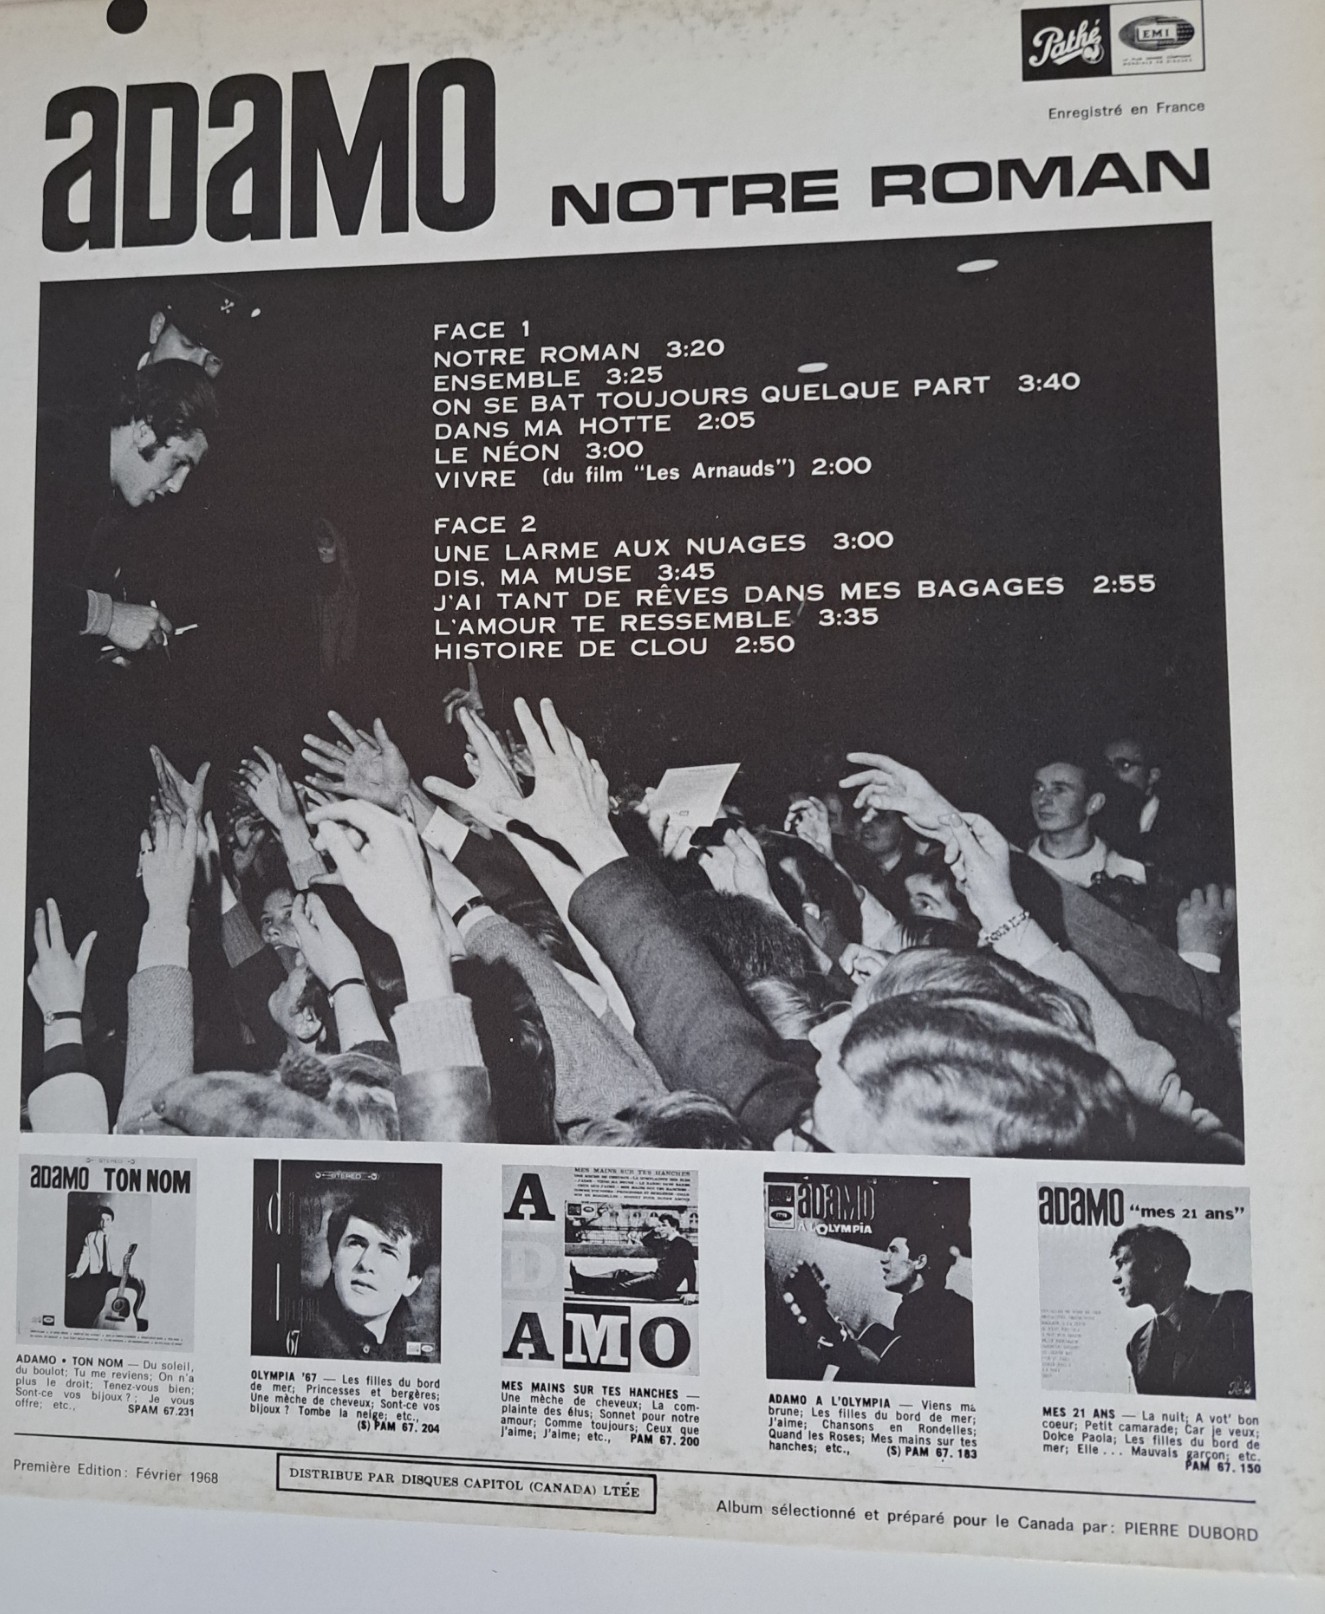 Pathé
EMI
Enregistré en France
ADAMO
NOTRE ROMAN
FACE 1
NOTRE ROMAN 3:20
ENSEMBLE 3:25
ON SE BAT TOUJOURS QUELQUE PART 3:40
DANS MA HOTTE 2:05
LE NÉON 3:00
VIVRE (du film "Les Arnauds") 2:00
FACE 2
UNE LARME AUX NUAGES 3:00
DIS, MA MUSE 3:45
J'AI TANT DE RÊVES DANS MES BAGAGES 2:55
L'AMOUR TE RESSEMBLE 3:35
HISTOIRE DE CLOU 2:50
STEREO
ADAMO TON NOM
ADAMO • TON NOM — Du soleil,
du boulot; Tu me reviens; On n'a
plus le droit; Tenez-vous bien;
Sont-ce vos bijoux?; Je vous
offre; etc., SPAM 67.231
STEREO
67
OLYMPIA '67 — Les filles du bord
de mer; Princesses et bergères;
Une mèche de cheveux; Sont-ce vos
bijoux? Tombe la neige; etc.,
(S) PAM 67. 204
MES MAINS SUR TES HANCHES
A
D
AMO
MES MAINS SUR TES HANCHES —
Une mèche de cheveux; La com-
plainte des élus; Sonnet pour notre
amour; Comme toujours; Ceux que
j'aime; J'aime; etc., PAM 67. 200
ADAMO
A L'OLYMPIA
ADAMO A L'OLYMPIA — Viens ma
brune; Les filles du bord de mer;
J'aime; Chansons en Rondelles;
Quand les Roses; Mes mains sur tes
hanches; etc., (S) PAM 67. 183
ADAMO "mes 21 ans"
MES 21 ANS — La nuit; A vot' bon
coeur; Petit camarade; Car je veux;
Dolce Paola; Les filles du bord de
mer; Elle . . . Mauvais garçon; etc.
PAM 67. 150
Première Edition: Février 1968
DISTRIBUE PAR DISQUES CAPITOL (CANADA) LTÉE
Album sélectionné et préparé pour le Canada par: PIERRE DUBORD